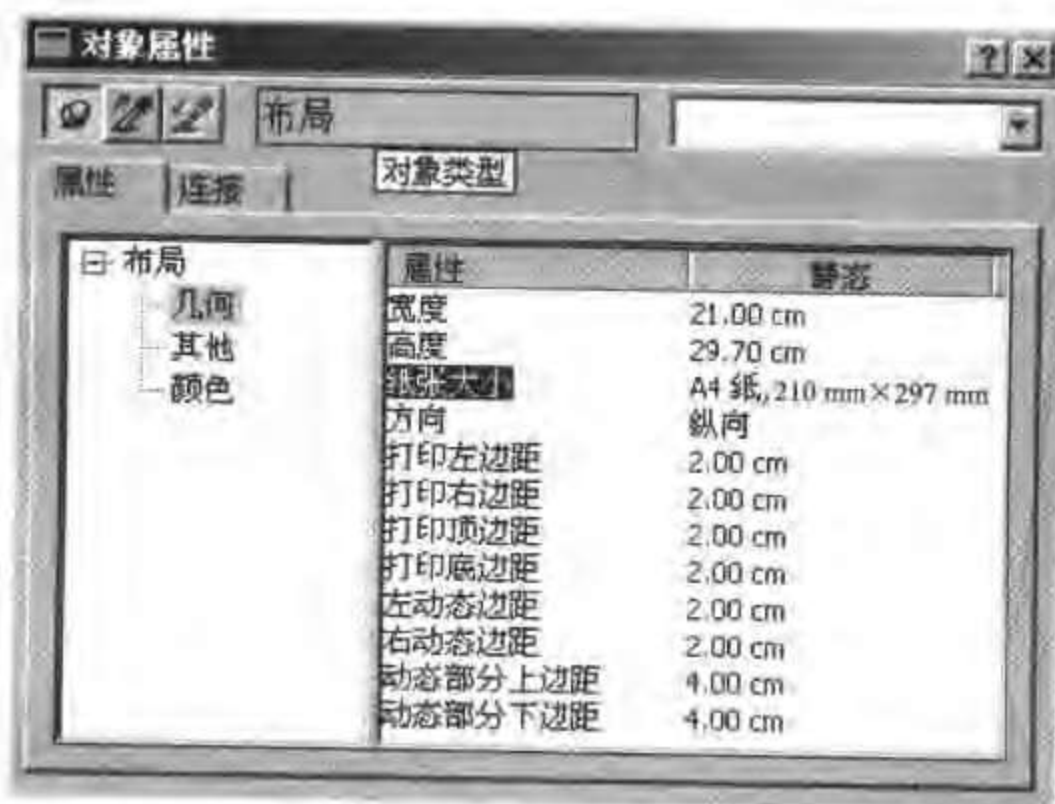 对象属性
布局
对象类型
属性 连接
布局
几何
其他
颜色
属性 静态
宽度 21.00 cm
高度 29.70 cm
纸张大小 A4 纸,,210 mm×297 mm
方向 纵向
打印左边距 2.00 cm
打印右边距 2.00 cm
打印顶边距 2.00 cm
打印底边距 2.00 cm
左动态边距 2.00 cm
右动态边距 2.00 cm
动态部分上边距 4.00 cm
动态部分下边距 4.00 cm